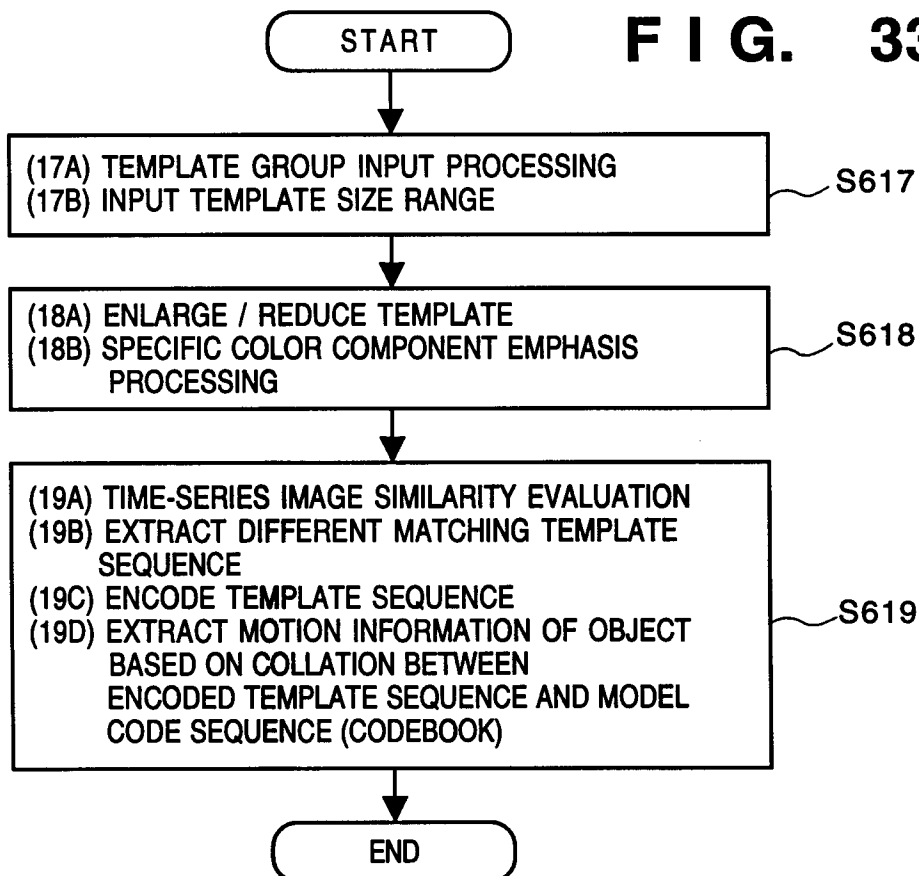 START
F I G. 33
(17A) TEMPLATE GROUP INPUT PROCESSING
(17B) INPUT TEMPLATE SIZE RANGE
S617
(18A) ENLARGE / REDUCE TEMPLATE
(18B) SPECIFIC COLOR COMPONENT EMPHASIS
PROCESSING
S618
(19A) TIME-SERIES IMAGE SIMILARITY EVALUATION
(19B) EXTRACT DIFFERENT MATCHING TEMPLATE
SEQUENCE
(19C) ENCODE TEMPLATE SEQUENCE
(19D) EXTRACT MOTION INFORMATION OF OBJECT
BASED ON COLLATION BETWEEN
ENCODED TEMPLATE SEQUENCE AND MODEL
CODE SEQUENCE (CODEBOOK)
S619
END